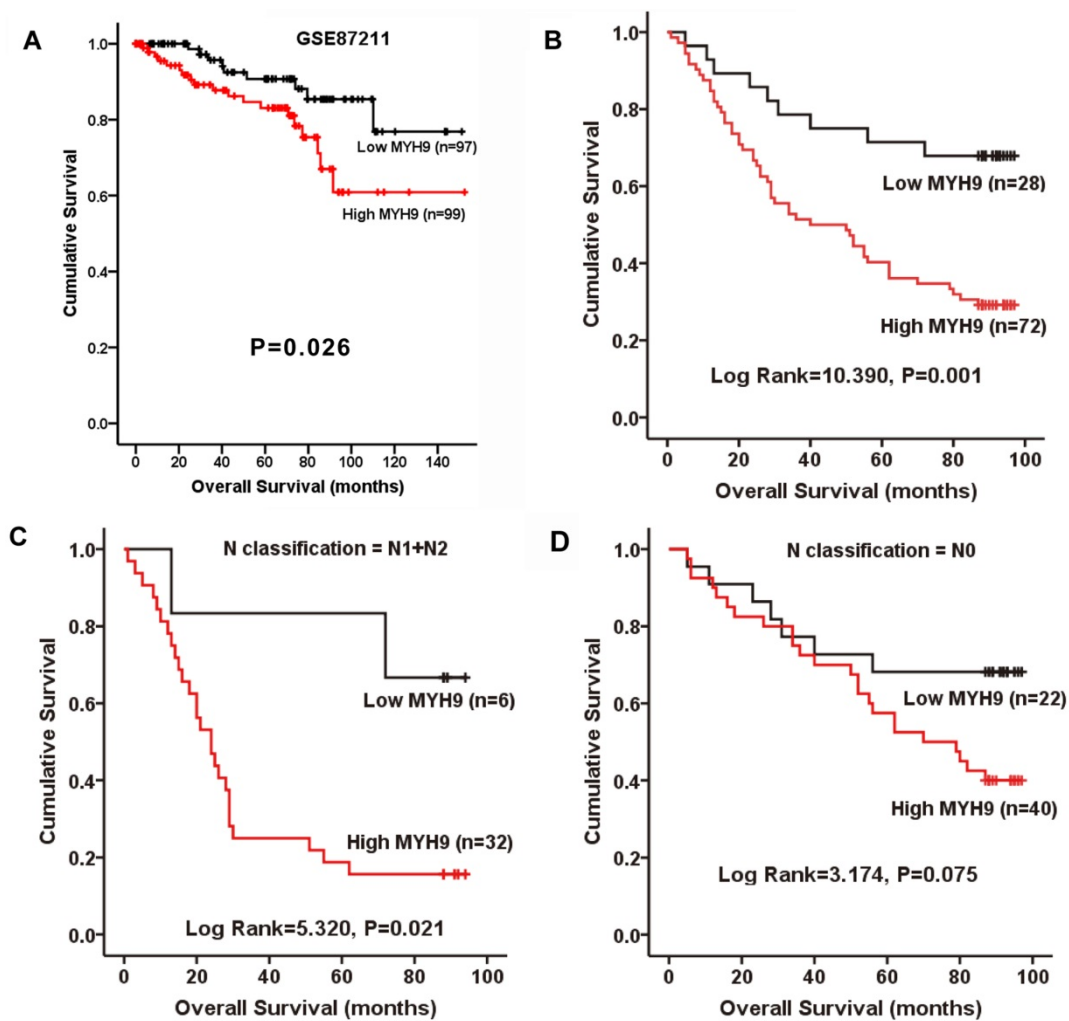 A
GSE87211
1.0
0.8
0.6
0.4
0.2
0.0
Cumulative Survival
Low MYH9 (n=97)
High MYH9 (n=99)
P=0.026
0 20 40 60 80 100 120 140
Overall Survival (months)
B
1.0
0.8
0.6
0.4
0.2
0.0
Cumulative Survival
Low MYH9 (n=28)
High MYH9 (n=72)
Log Rank=10.390, P=0.001
0 20 40 60 80 100
Overall Survival (months)
C
N classification = N1+N2
1.0
0.8
0.6
0.4
0.2
0.0
Cumulative Survival
Low MYH9 (n=6)
High MYH9 (n=32)
Log Rank=5.320, P=0.021
0 20 40 60 80 100
Overall Survival (months)
D
N classification = N0
1.0
0.8
0.6
0.4
0.2
0.0
Cumulative Survival
Low MYH9 (n=22)
High MYH9 (n=40)
Log Rank=3.174, P=0.075
0 20 40 60 80 100
Overall Survival (months)